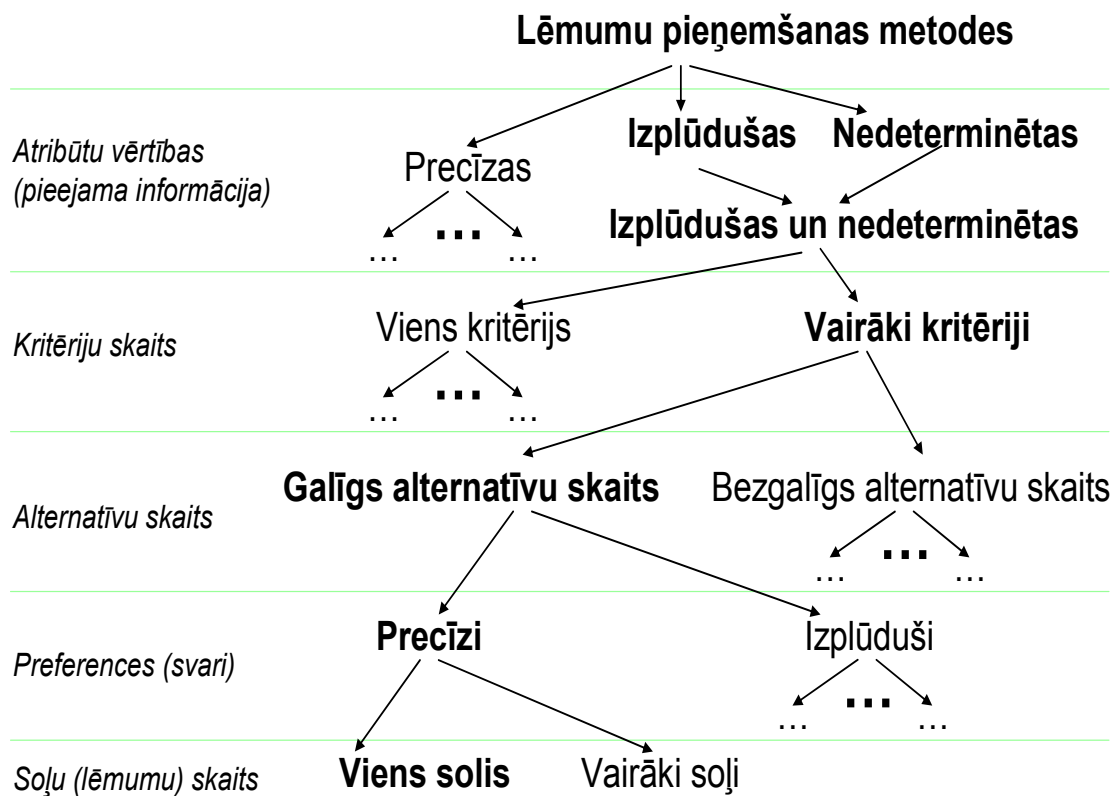 Lēmumu pieņemšanas metodes
Izplūdušas Nedeterminētas
Atribūtu vērtības
(pieejama informācija)
Precīzas
Izplūdušas un nedeterminētas
... ... ...
Viens kritērijs Vairāki kritēriji
Kritēriju skaits
... ... ...
Galīgs alternatīvu skaits Bezgalīgs alternatīvu skaits
Alternatīvu skaits
... ... ...
Precīzi Izplūduši
Preferences (svari)
... ... ...
Soļu (lēmumu) skaits Viens solis Vairāki soļi